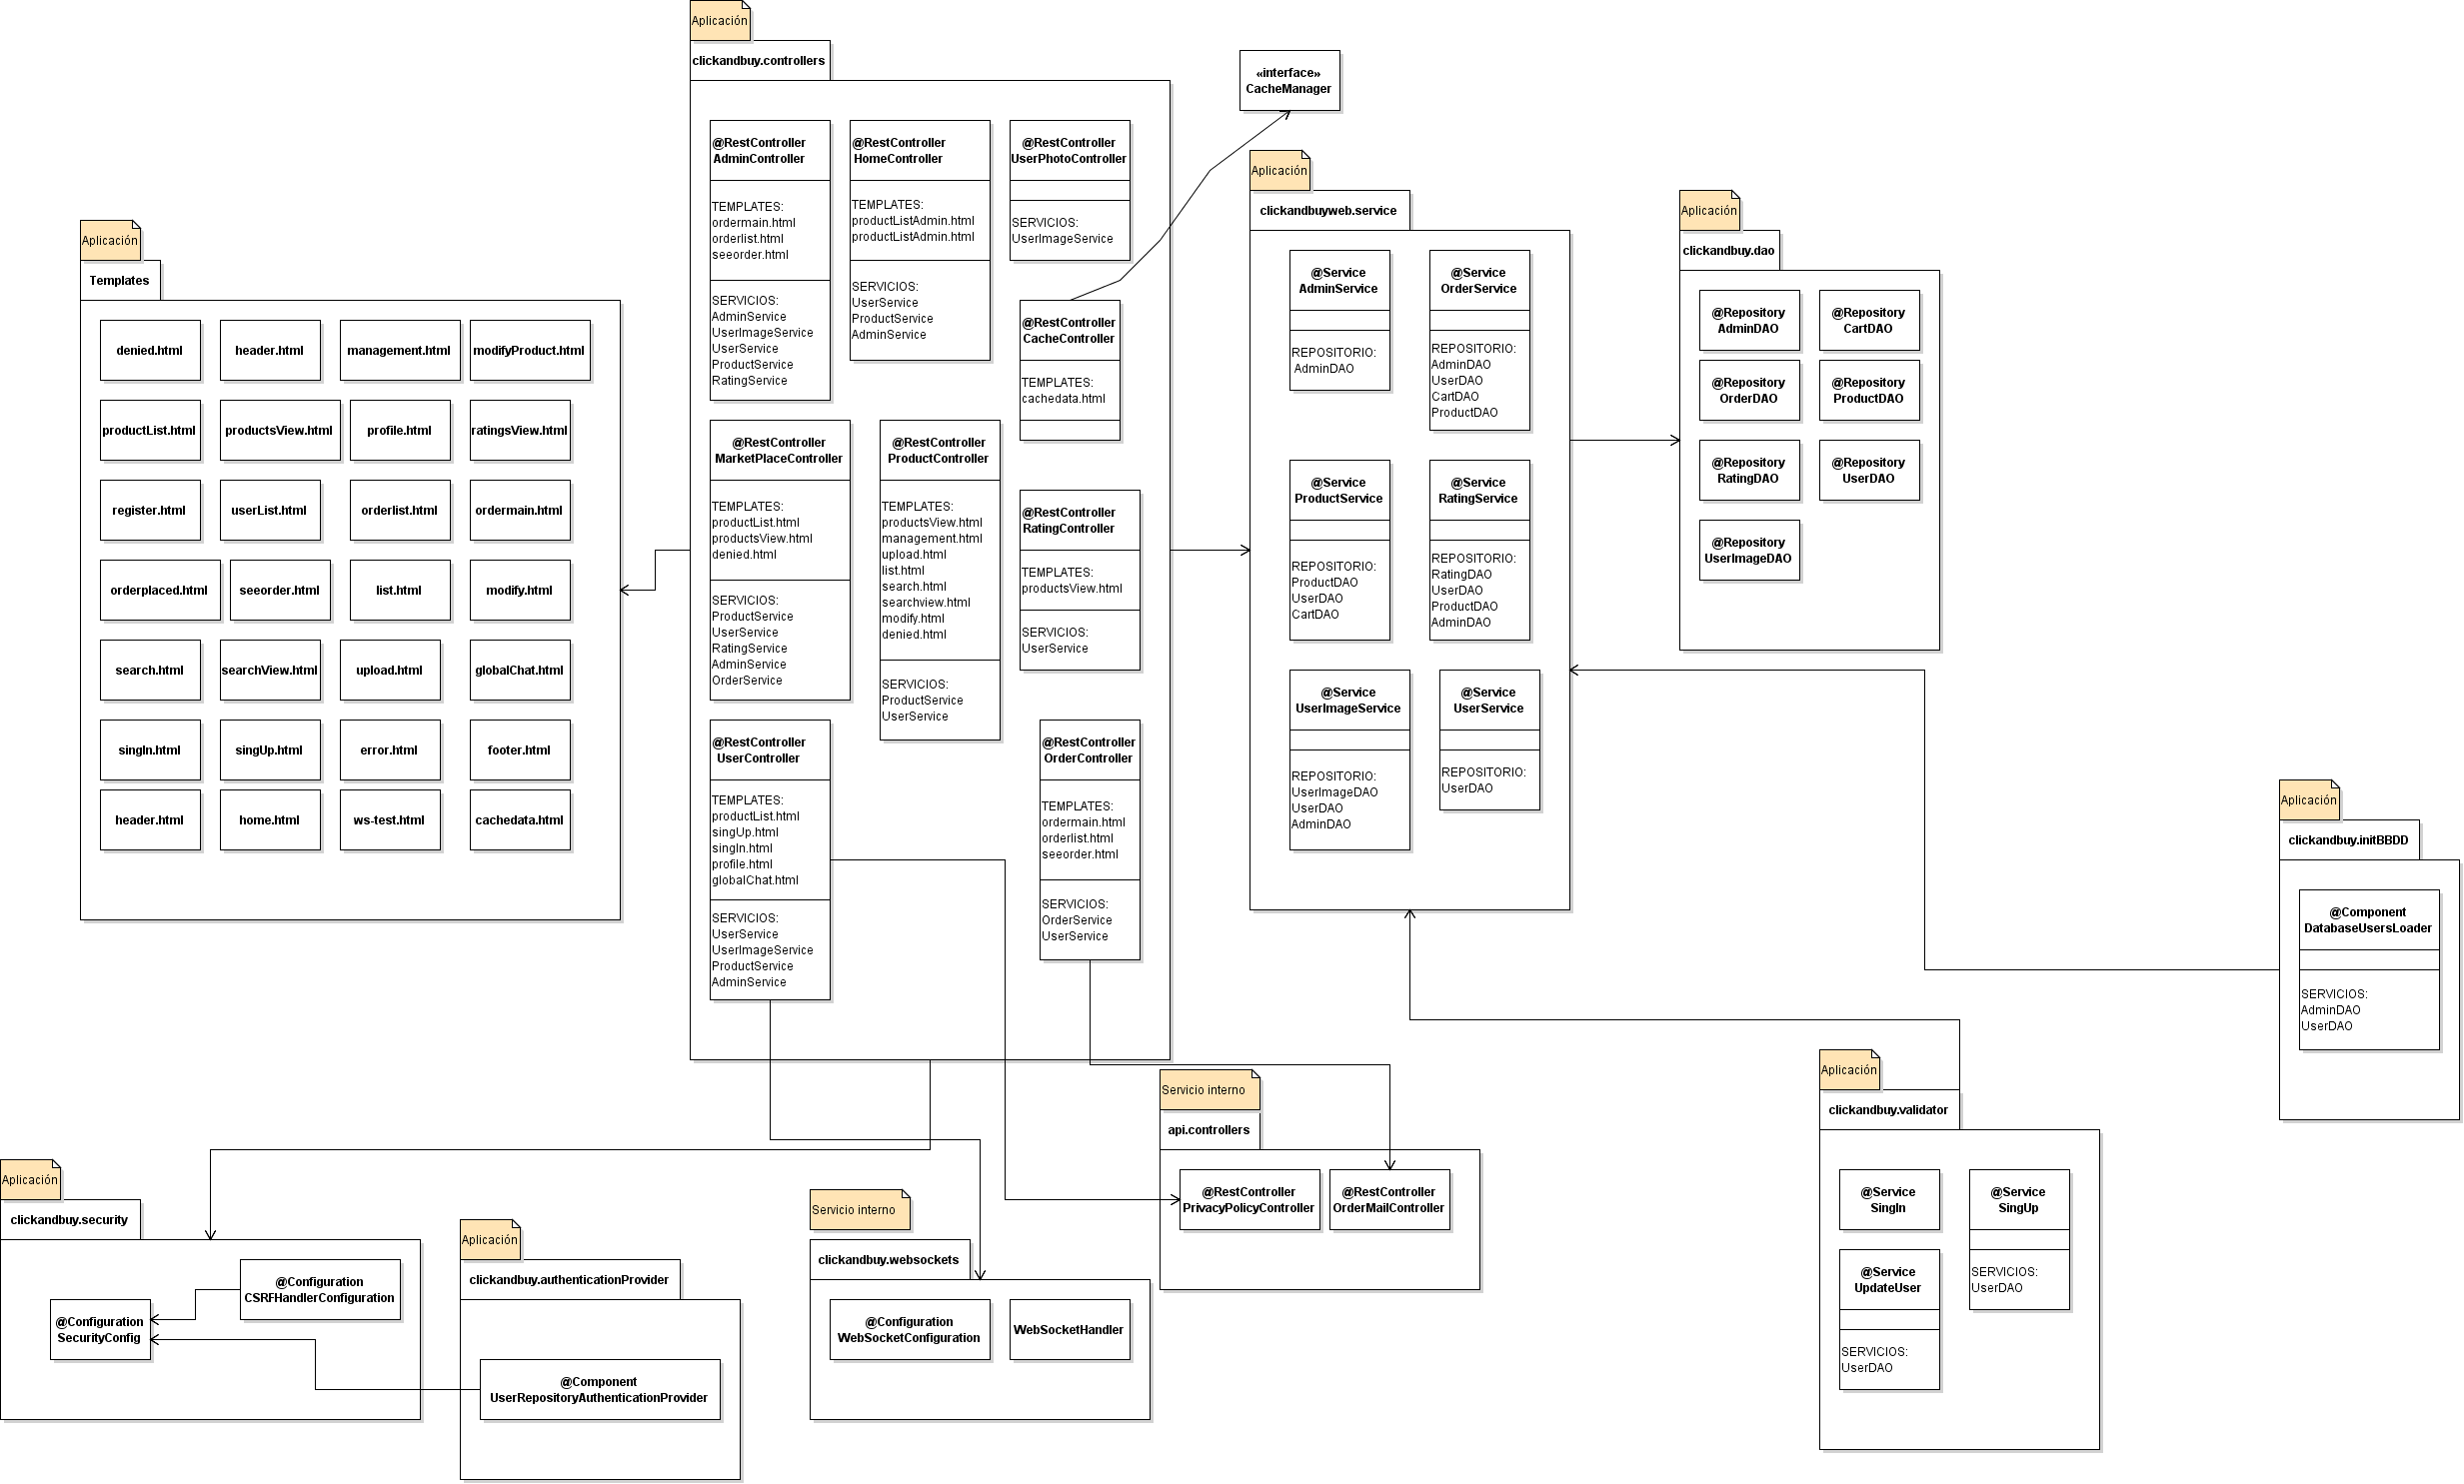 Aplicación
clickandbuy.controllers
@RestController
AdminController
TEMPLATES:
ordermain.html
orderlist.html
seeorder.html
SERVICIOS:
AdminService
UserImageService
UserService
ProductService
RatingService
@RestController
HomeController
TEMPLATES:
productListAdmin.html
productListAdmin.html
SERVICIOS:
UserService
ProductService
AdminService
@RestController
UserPhotoController
SERVICIOS:
UserImageService
@RestController
CacheController
TEMPLATES:
cachedata.html
@RestController
MarketPlaceController
TEMPLATES:
productList.html
productsView.html
denied.html
SERVICIOS:
ProductService
UserService
RatingService
AdminService
OrderService
@RestController
ProductController
TEMPLATES:
productsView.html
management.html
upload.html
list.html
search.html
searchview.html
modify.html
denied.html
SERVICIOS:
ProductService
UserService
@RestController
RatingController
TEMPLATES:
productsView.html
SERVICIOS:
UserService
@RestController
UserController
TEMPLATES:
productList.html
singUp.html
singIn.html
profile.html
globalChat.html
SERVICIOS:
UserService
UserImageService
ProductService
AdminService
@RestController
OrderController
TEMPLATES:
ordermain.html
orderlist.html
seeorder.html
SERVICIOS:
OrderService
UserService
«interface»
CacheManager
Aplicación
Templates
denied.html
header.html
management.html
modifyProduct.html
productList.html
productsView.html
profile.html
ratingsView.html
register.html
userList.html
orderlist.html
ordermain.html
orderplaced.html
seeorder.html
list.html
modify.html
search.html
searchView.html
upload.html
globalChat.html
singIn.html
singUp.html
error.html
footer.html
header.html
home.html
ws-test.html
cachedata.html
Aplicación
clickandbuyweb.service
@Service
AdminService
REPOSITORIO:
AdminDAO
@Service
OrderService
REPOSITORIO:
AdminDAO
UserDAO
CartDAO
ProductDAO
@Service
ProductService
REPOSITORIO:
ProductDAO
UserDAO
CartDAO
@Service
RatingService
REPOSITORIO:
RatingDAO
UserDAO
ProductDAO
AdminDAO
@Service
UserImageService
REPOSITORIO:
UserImageDAO
UserDAO
AdminDAO
@Service
UserService
REPOSITORIO:
UserDAO
Aplicación
clickandbuy.dao
@Repository
AdminDAO
@Repository
CartDAO
@Repository
OrderDAO
@Repository
ProductDAO
@Repository
RatingDAO
@Repository
UserDAO
@Repository
UserImageDAO
Aplicación
clickandbuy.initBBDD
@Component
DatabaseUsersLoader
SERVICIOS:
AdminDAO
UserDAO
Aplicación
clickandbuy.validator
@Service
SingIn
@Service
SingUp
SERVICIOS:
UserDAO
@Service
UpdateUser
SERVICIOS:
UserDAO
Servicio interno
api.controllers
@RestController
PrivacyPolicyController
@RestController
OrderMailController
Servicio interno
clickandbuy.websockets
@Configuration
WebSocketConfiguration
WebSocketHandler
Aplicación
clickandbuy.security
@Configuration
CSRFHandlerConfiguration
@Configuration
SecurityConfig
Aplicación
clickandbuy.authenticationProvider
@Component
UserRepositoryAuthenticationProvider